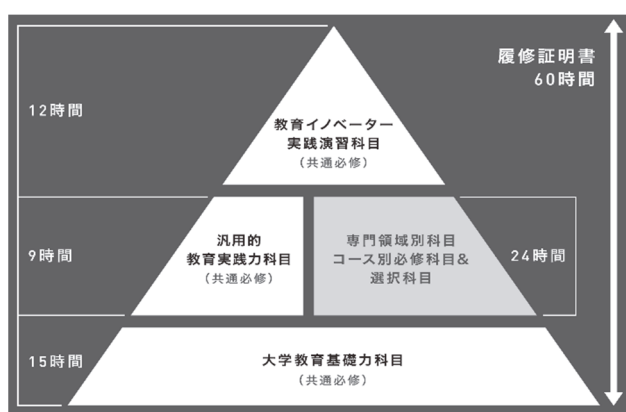 履修証明書
60時間
12時間
教育イノベーター
実践演習科目
(共通必修)
9時間
汎用的
教育実践力科目
(共通必修)
専門領域別科目
コース別必修科目&
選択科目
24時間
15時間
大学教育基礎力科目
(共通必修)